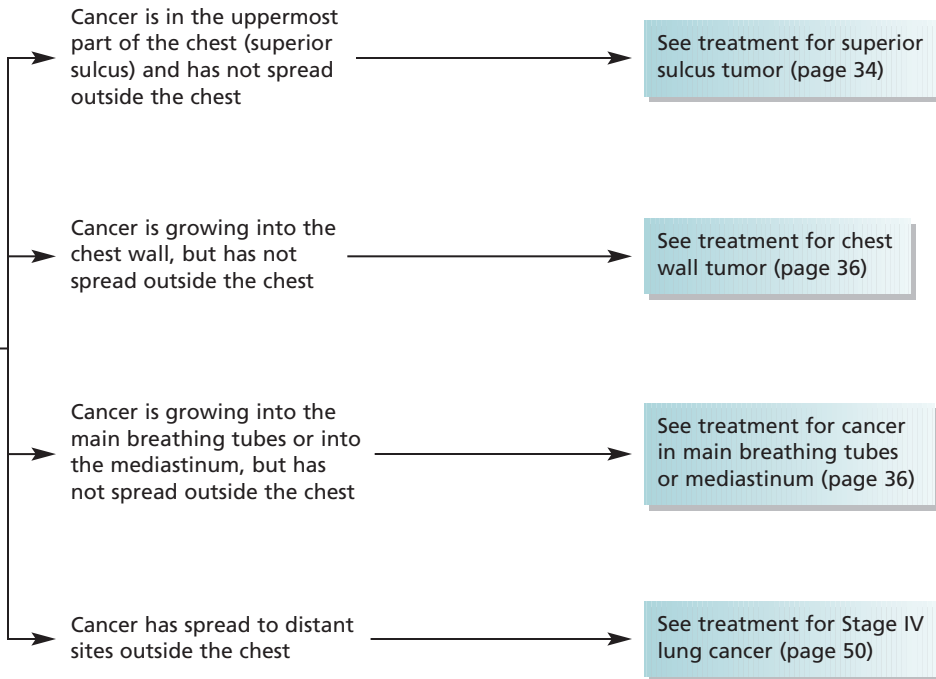 Cancer is in the uppermost
part of the chest (superior
sulcus) and has not spread
outside the chest
See treatment for superior
sulcus tumor (page 34)
Cancer is growing into the
chest wall, but has not
spread outside the chest
See treatment for chest
wall tumor (page 36)
Cancer is growing into the
main breathing tubes or into
the mediastinum, but has
not spread outside the chest
See treatment for cancer
in main breathing tubes
or mediastinum (page 36)
Cancer has spread to distant
sites outside the chest
See treatment for Stage IV
lung cancer (page 50)